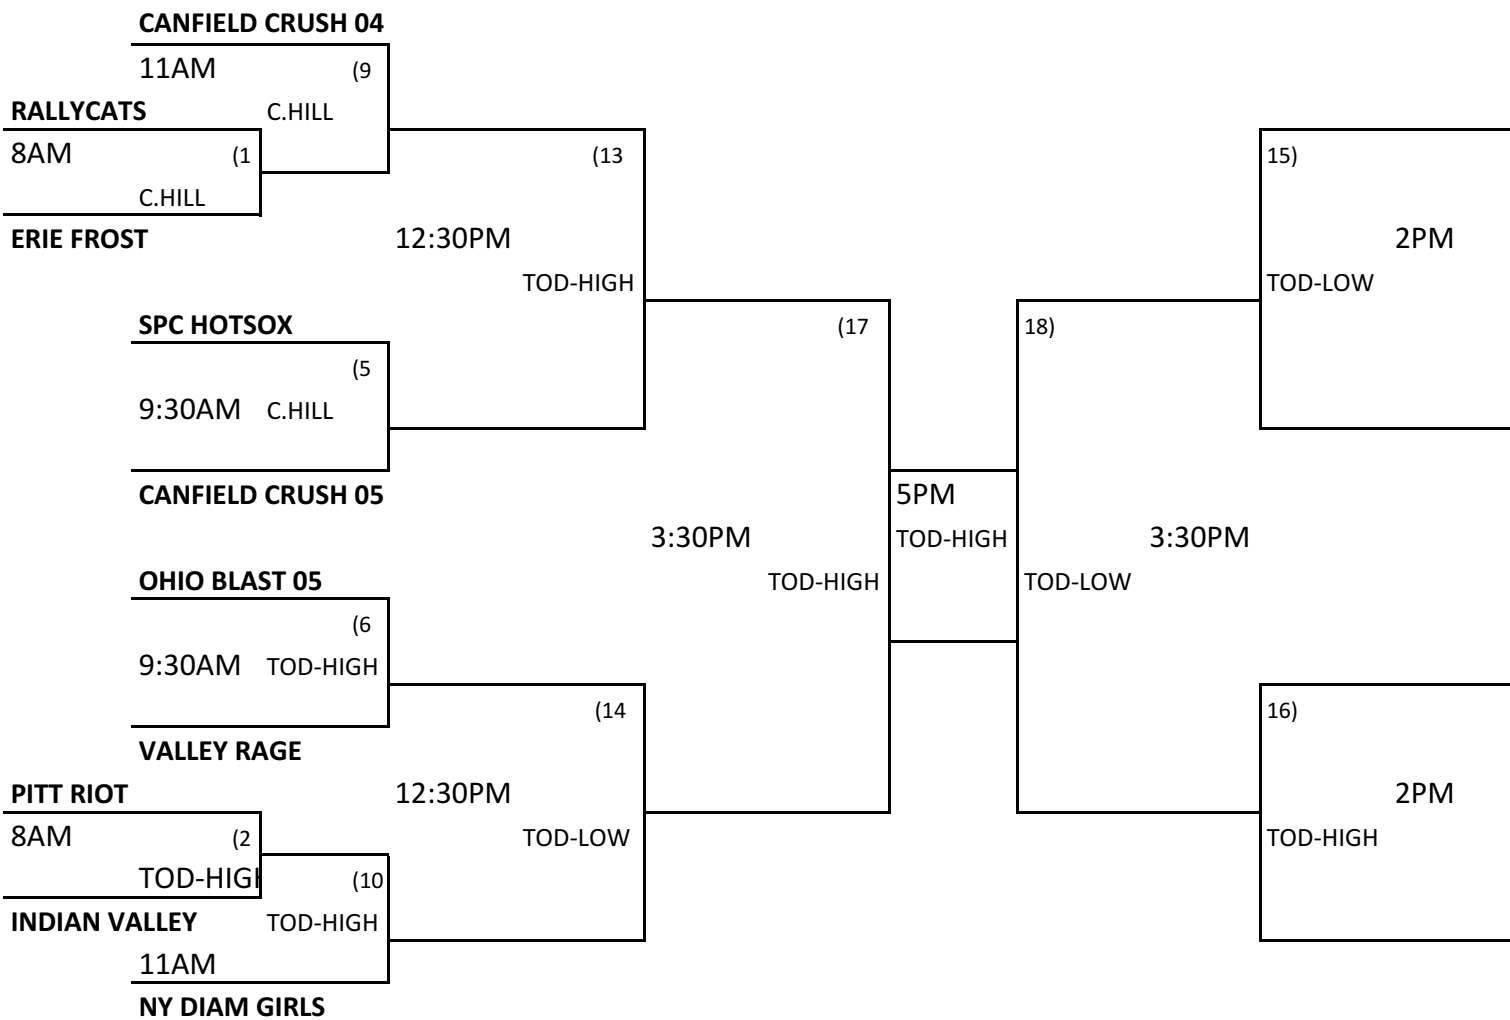 CANFIELD CRUSH 04
11AM (9
RALLYCATS C.HILL
8AM (1 (13 15)
C.HILL
ERIE FROST 12:30PM 2PM
TOD-HIGH TOD-LOW
SPC HOTSOX (17 18)
(5
9:30AM C.HILL
CANFIELD CRUSH 05 5PM
3:30PM TOD-HIGH 3:30PM
OHIO BLAST 05 TOD-HIGH TOD-LOW
(6
9:30AM TOD-HIGH
(14 16)
VALLEY RAGE
PITT RIOT 12:30PM 2PM
8AM (2 TOD-LOW TOD-HIGH
TOD-HIGH (10
INDIAN VALLEY TOD-HIGH
11AM
NY DIAM GIRLS